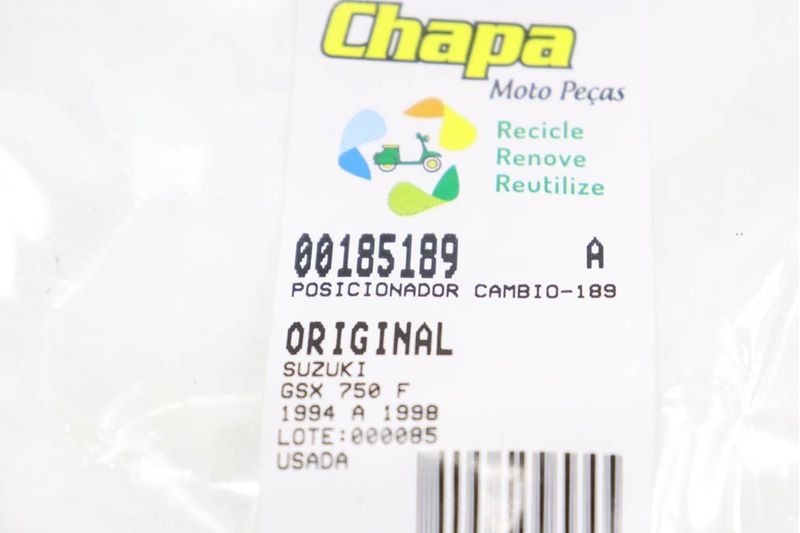 Chapa
Moto Peças
Recicle
Renove
Reutilize
00185189 A
POSICIONADOR CAMBIO-189
ORIGINAL
SUZUKI
GSX 750 F
1994 A 1998
LOTE:000085
USADA